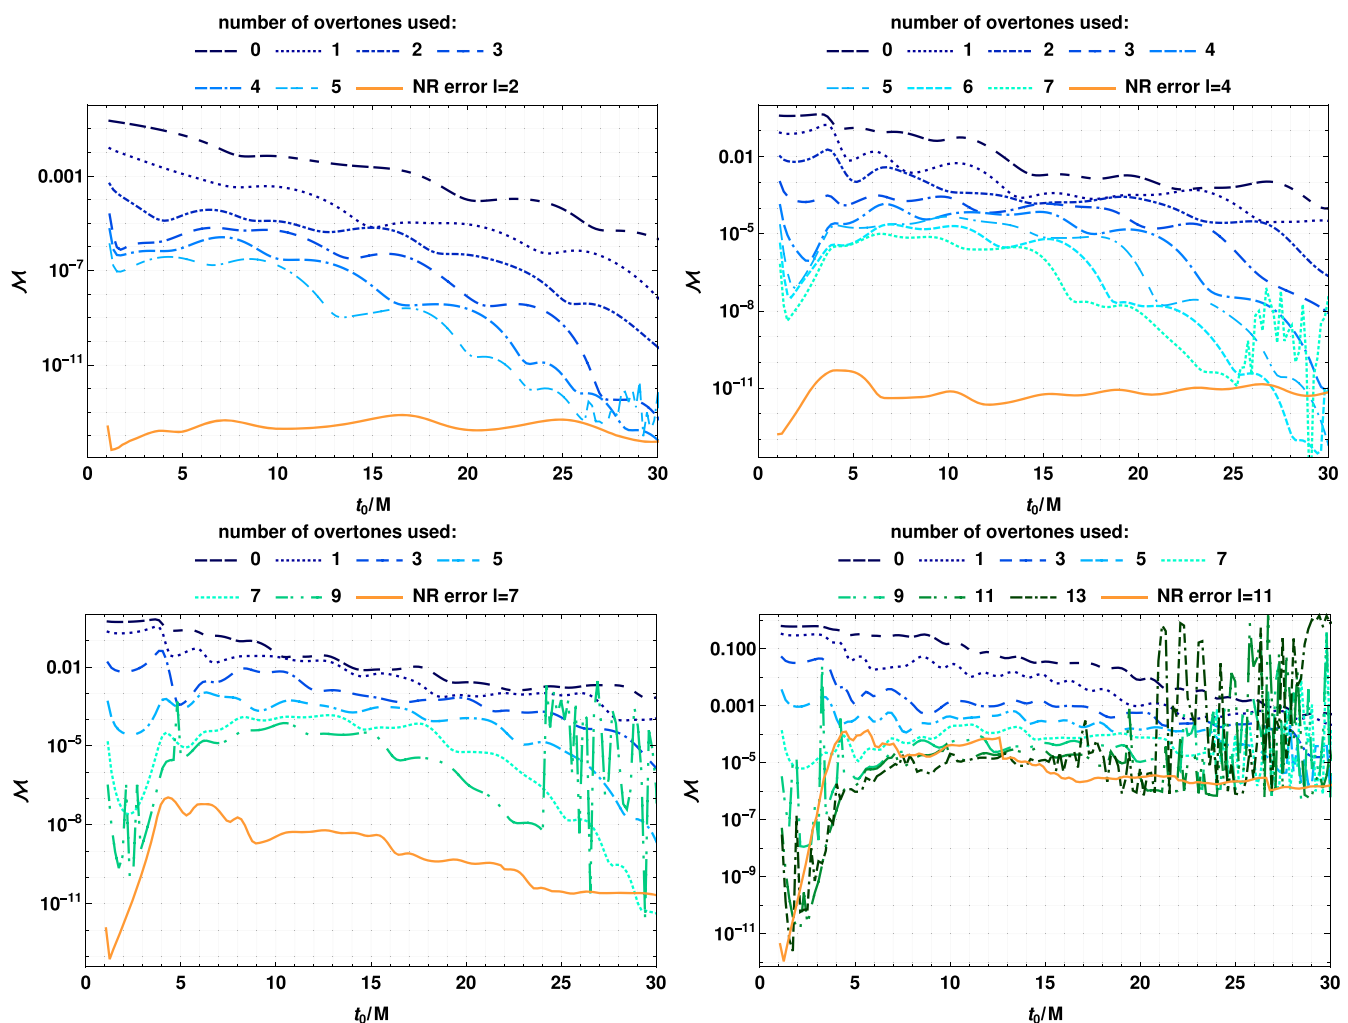 number of overtones used:
0 1 2 3
4 5 NR error l=2
0.001
10−7
10−11
ℳ
0 5 10 15 20 25 30
t0/M
number of overtones used:
0 1 2 3 4
5 6 7 NR error l=4
0.01
10−5
10−8
10−11
ℳ
0 5 10 15 20 25 30
t0/M
number of overtones used:
0 1 3 5
7 9 NR error l=7
0.01
10−5
10−8
10−11
ℳ
0 5 10 15 20 25 30
t0/M
number of overtones used:
0 1 3 5 7
9 11 13 NR error l=11
0.100
0.001
10−5
10−7
10−9
10−11
ℳ
0 5 10 15 20 25 30
t0/M